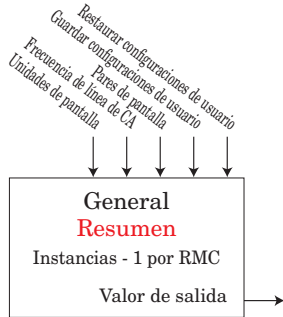 Restaurar configuraciones de usuario
Guardar configuraciones de usuario
Pares de pantalla
Frecuencia de línea de CA
Unidades de pantalla
General
Resumen
Instancias - 1 por RMC
Valor de salida